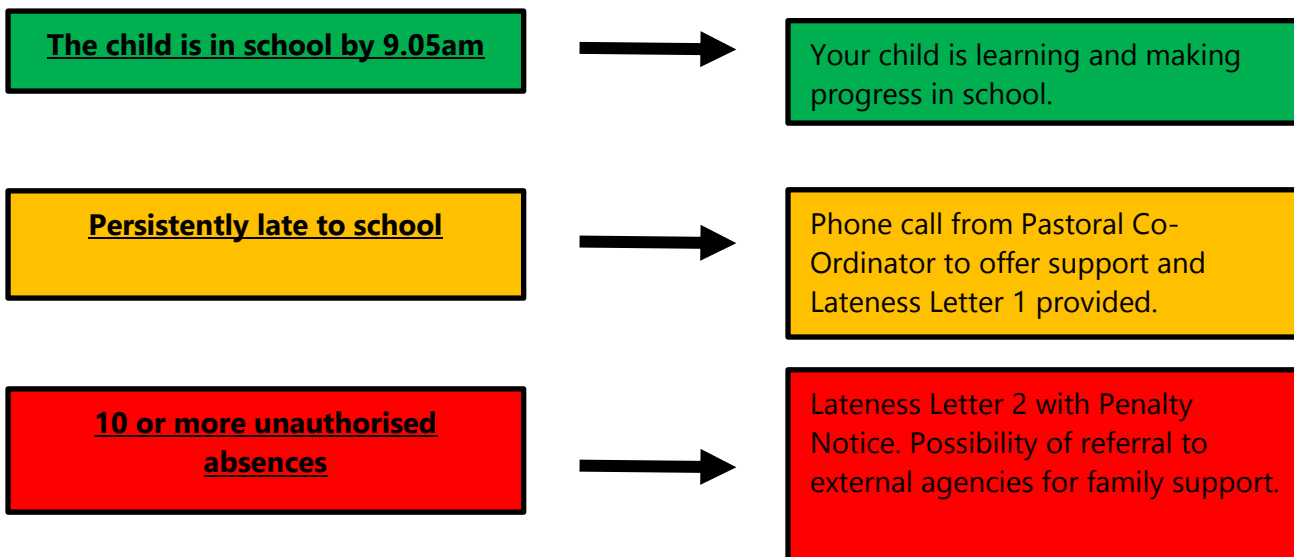 The child is in school by 9.05am
Your child is learning and making
progress in school.
Persistently late to school
Phone call from Pastoral Co-
Ordinator to offer support and
Lateness Letter 1 provided.
10 or more unauthorised
absences
Lateness Letter 2 with Penalty
Notice. Possibility of referral to
external agencies for family support.